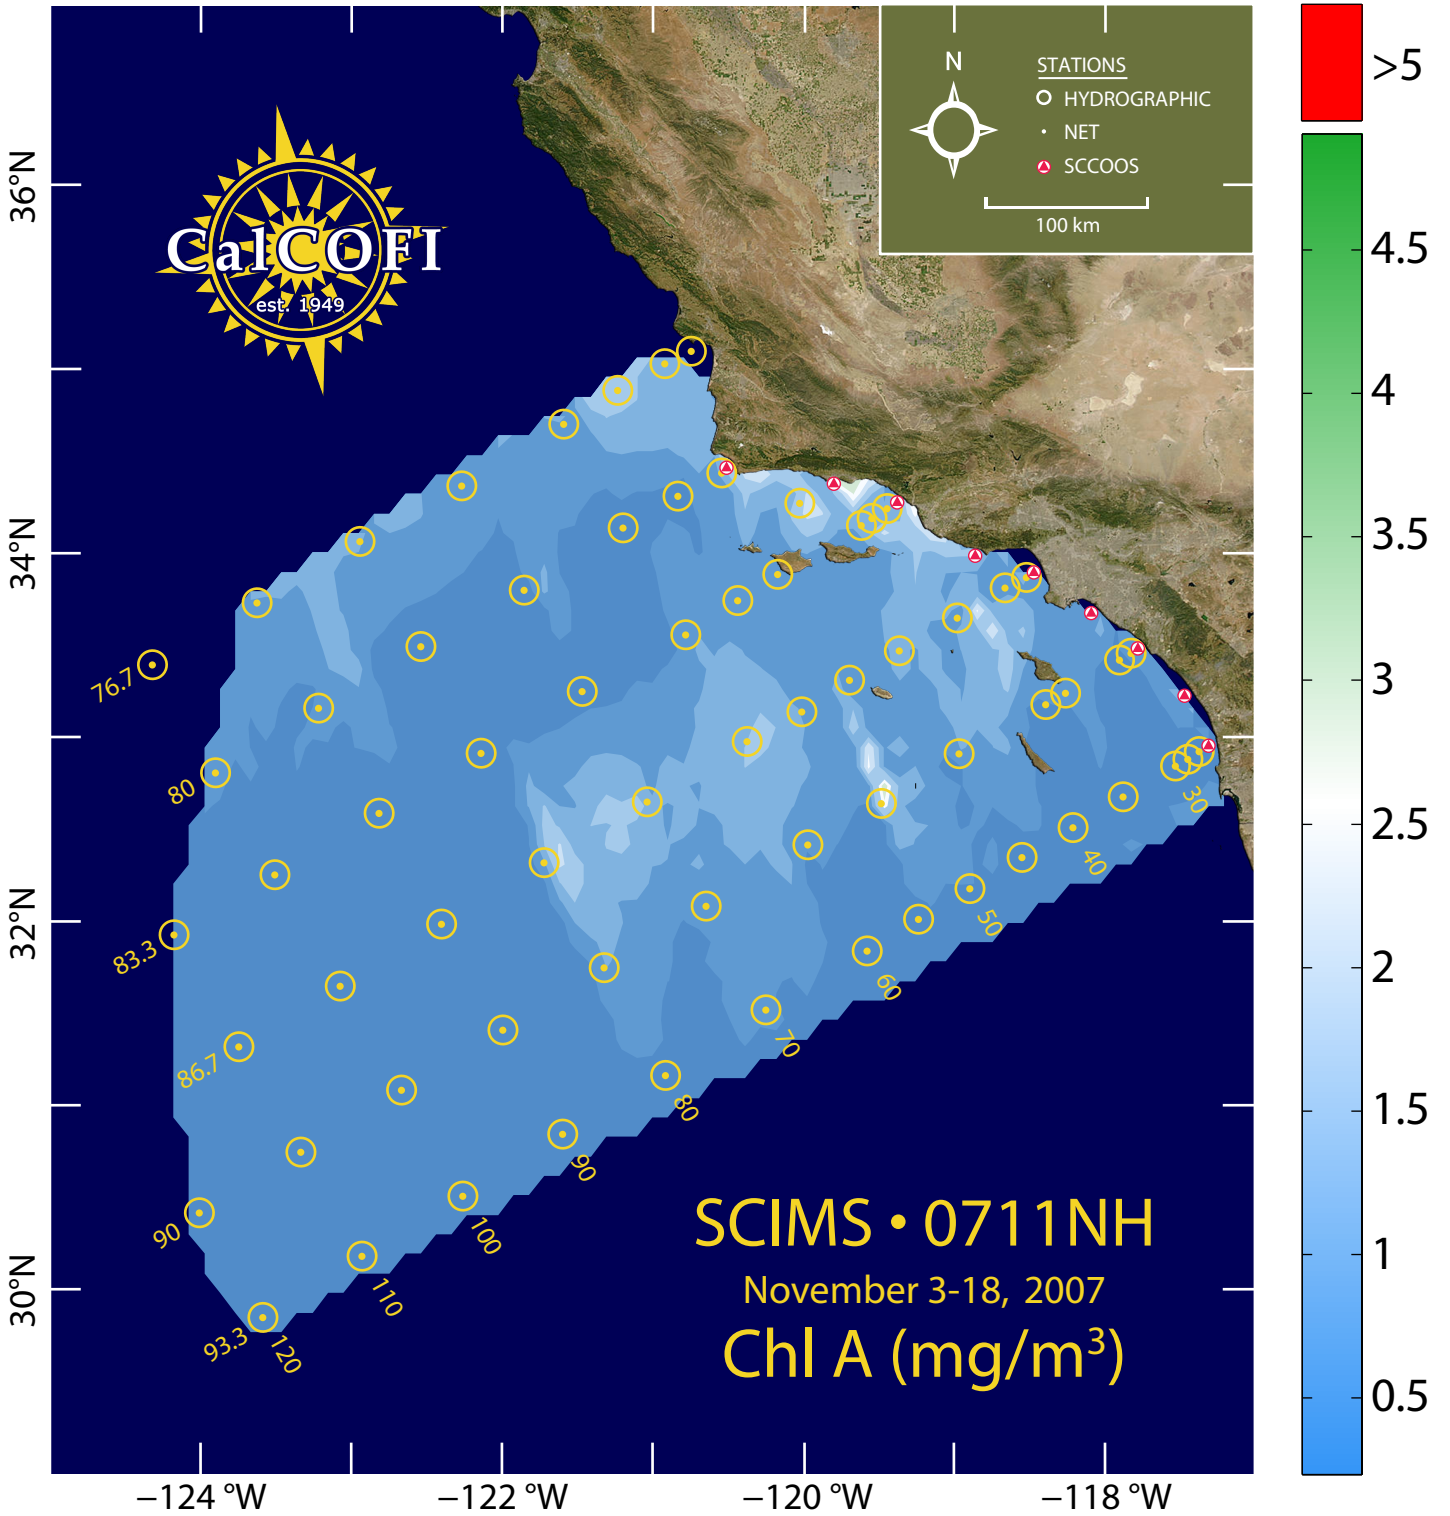 CalCOFI
est. 1949
N
STATIONS
HYDROGRAPHIC
NET
SCCOOS
100 km
>5
4.5
4
3.5
3
2.5
2
1.5
1
0.5
36°N
34°N
32°N
30°N
76.7
80
83.3
86.7
90
93.3
30
40
50
60
70
80
90
100
110
120
SCIMS • 0711NH
November 3-18, 2007
Chl A (mg/m³)
−124 °W
−122 °W
−120 °W
−118 °W